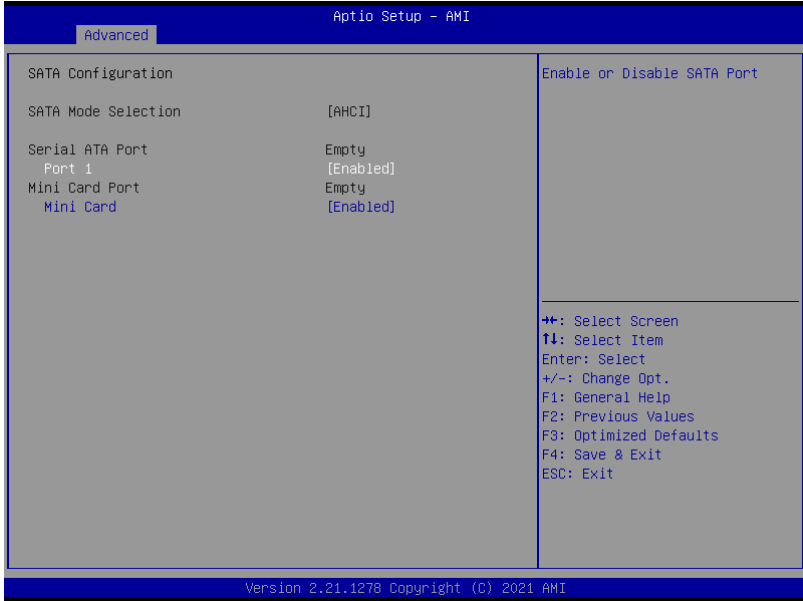 Aptio Setup – AMI
Advanced
SATA Configuration
SATA Mode Selection [AHCI]
Serial ATA Port Empty
Port 1 [Enabled]
Mini Card Port Empty
Mini Card [Enabled]
Enable or Disable SATA Port
→←: Select Screen
↑↓: Select Item
Enter: Select
+/-: Change Opt.
F1: General Help
F2: Previous Values
F3: Optimized Defaults
F4: Save & Exit
ESC: Exit
Version 2.21.1278 Copyright (C) 2021 AMI